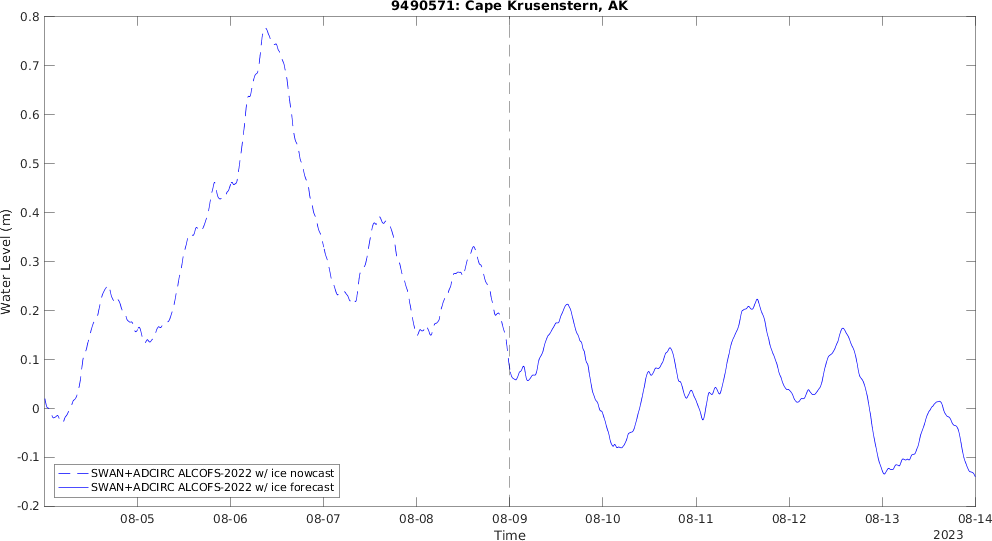 9490571: Cape Krusenstern, AK
0.8
0.7
0.6
0.5
0.4
0.3
0.2
0.1
0
-0.1
-0.2
Water Level (m)
SWAN+ADCIRC ALCOFS-2022 w/ ice nowcast
SWAN+ADCIRC ALCOFS-2022 w/ ice forecast
08-05 08-06 08-07 08-08 08-09 08-10 08-11 08-12 08-13 08-14
Time
2023